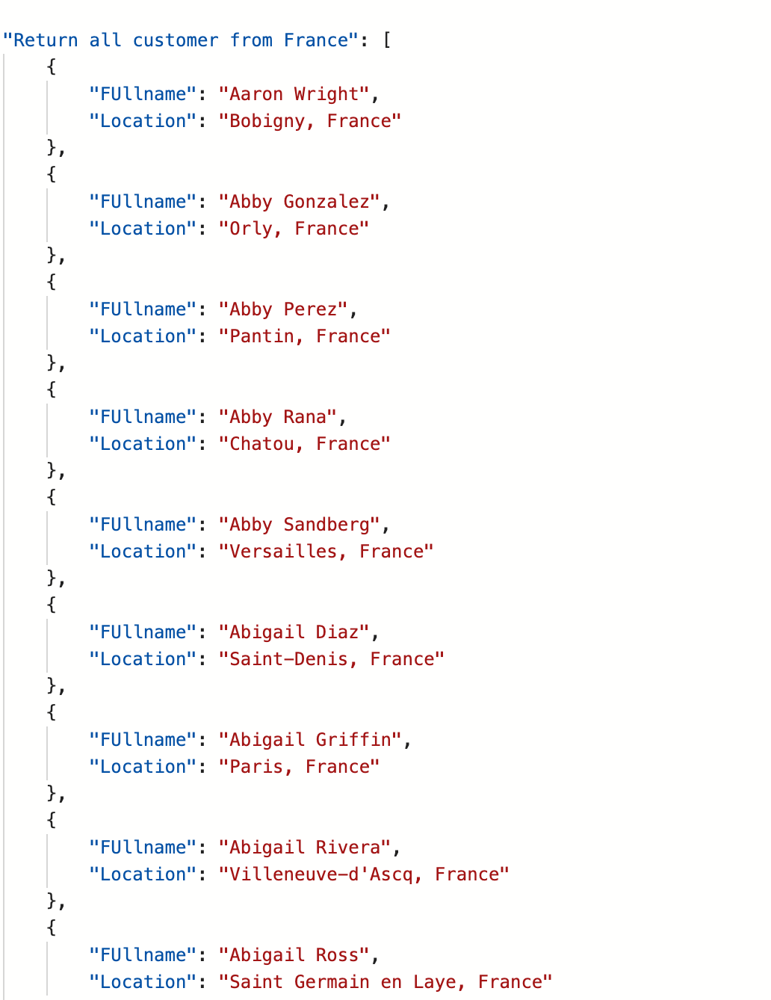 "Return all customer from France": [
{
"FUllname": "Aaron Wright",
"Location": "Bobigny, France"
},
{
"FUllname": "Abby Gonzalez",
"Location": "Orly, France"
},
{
"FUllname": "Abby Perez",
"Location": "Pantin, France"
},
{
"FUllname": "Abby Rana",
"Location": "Chatou, France"
},
{
"FUllname": "Abby Sandberg",
"Location": "Versailles, France"
},
{
"FUllname": "Abigail Diaz",
"Location": "Saint-Denis, France"
},
{
"FUllname": "Abigail Griffin",
"Location": "Paris, France"
},
{
"FUllname": "Abigail Rivera",
"Location": "Villeneuve-d'Ascq, France"
},
{
"FUllname": "Abigail Ross",
"Location": "Saint Germain en Laye, France"